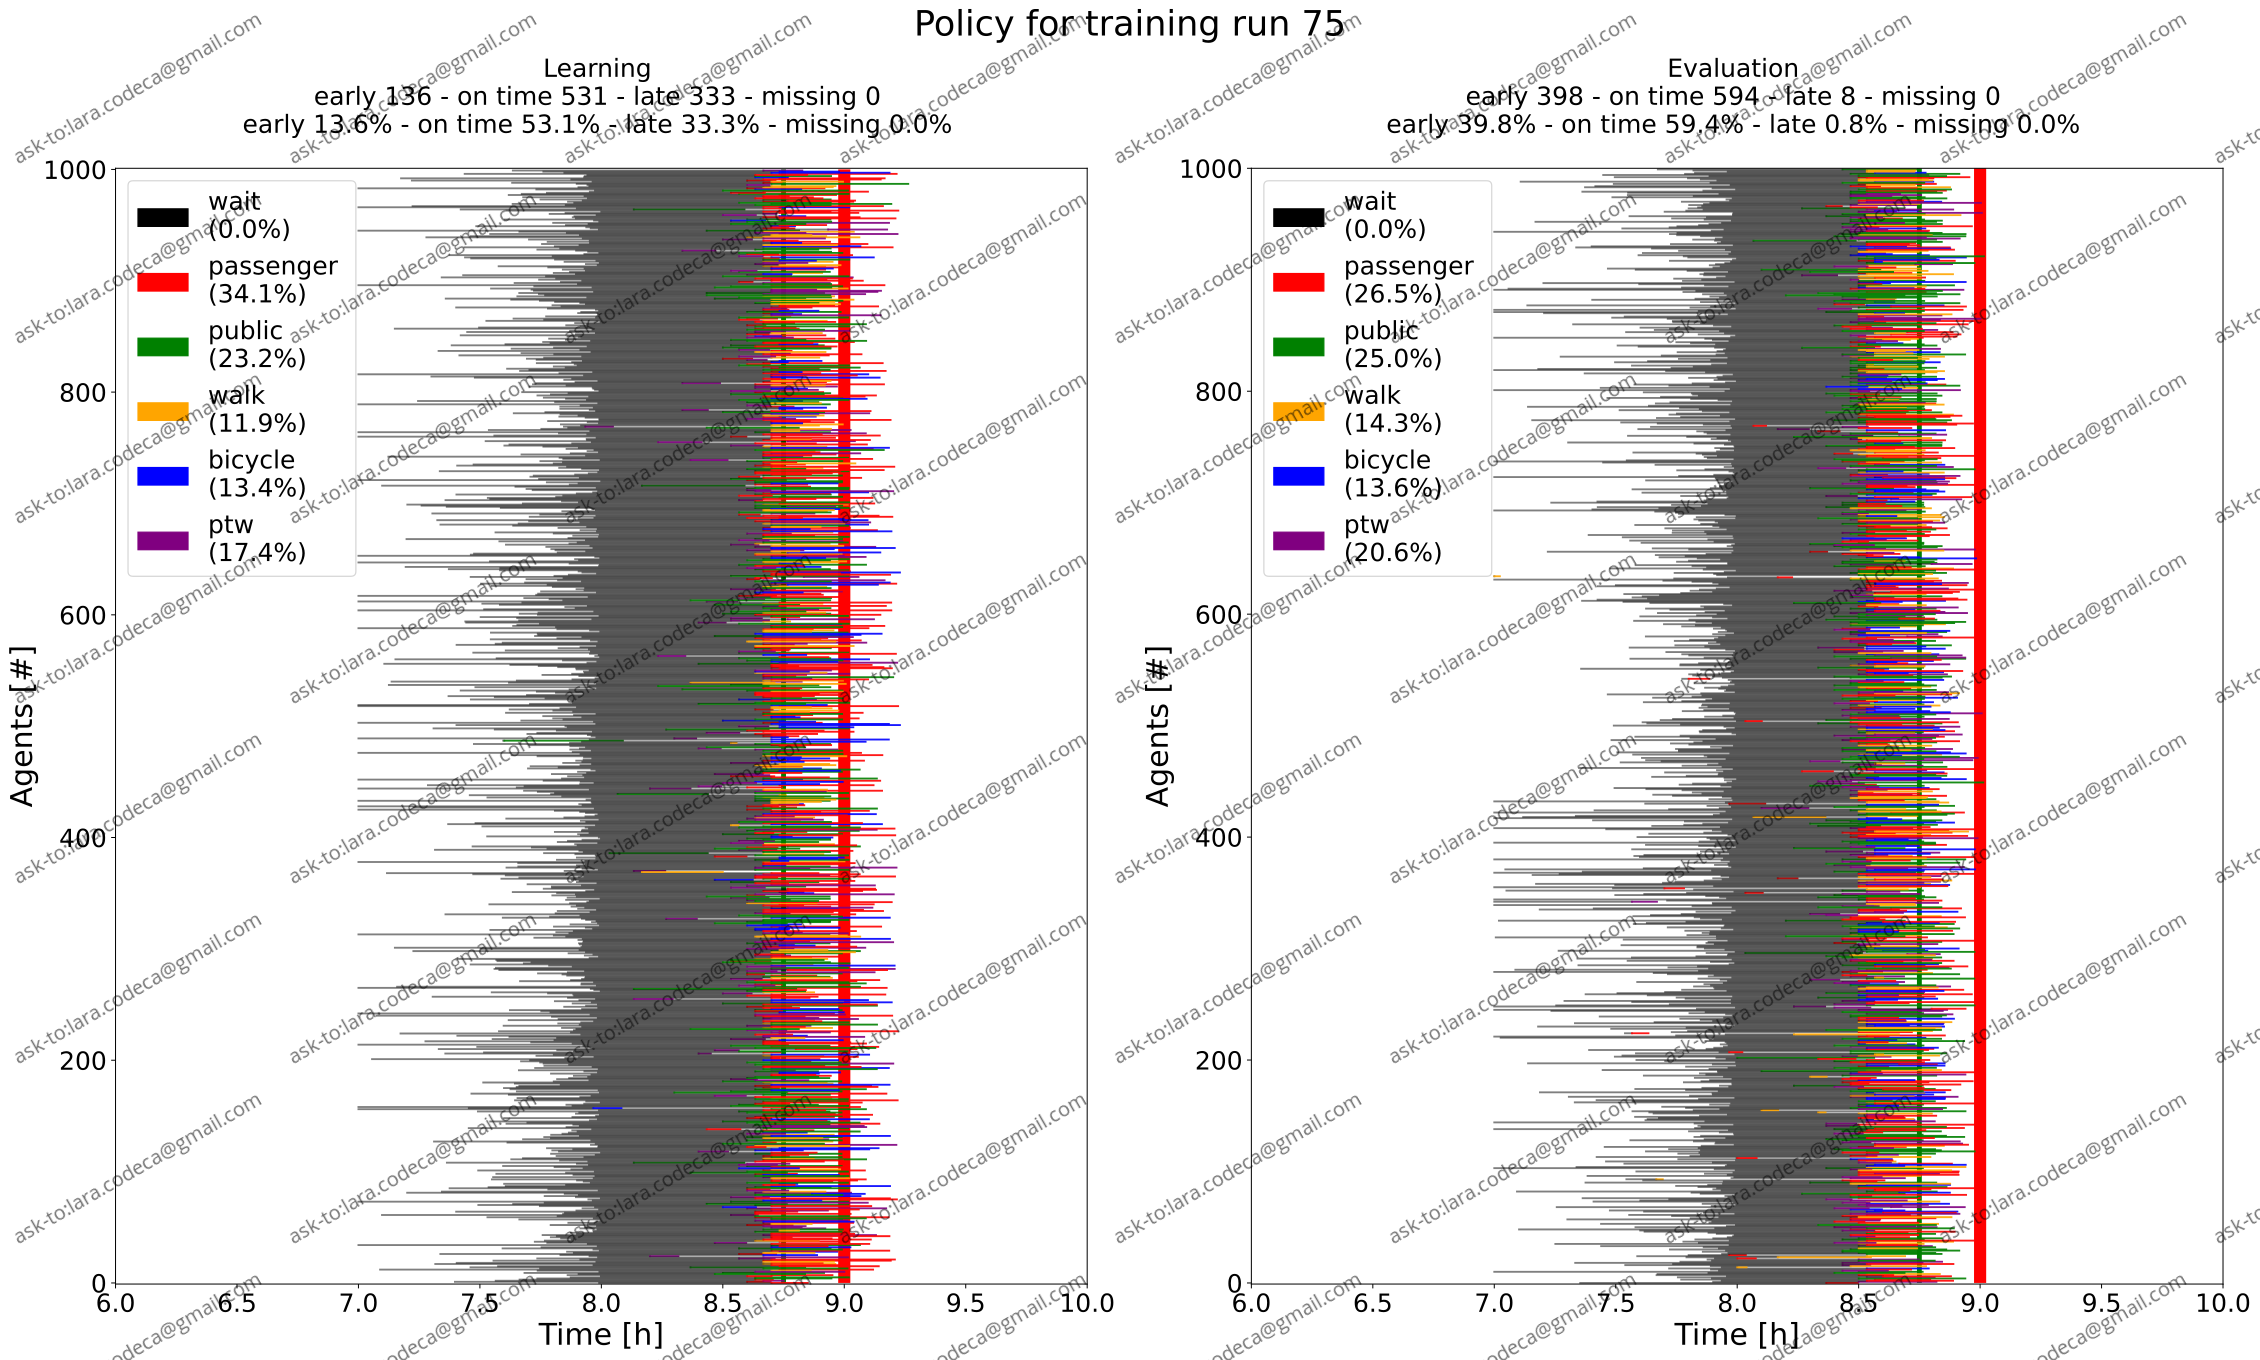 Policy for training run 75
Learning
early 136 - on time 531 - late 333 - missing 0
early 13.6% - on time 53.1% - late 33.3% - missing 0.0%
1000
800
600
400
200
0
Agents [#]
wait
(0.0%)
passenger
(34.1%)
public
(23.2%)
walk
(11.9%)
bicycle
(13.4%)
ptw
(17.4%)
6.0 6.5 7.0 7.5 8.0 8.5 9.0 9.5 10.0
Time [h]
Evaluation
early 398 - on time 594 - late 8 - missing 0
early 39.8% - on time 59.4% - late 0.8% - missing 0.0%
1000
800
600
400
200
0
Agents [#]
wait
(0.0%)
passenger
(26.5%)
public
(25.0%)
walk
(14.3%)
bicycle
(13.6%)
ptw
(20.6%)
6.0 6.5 7.0 7.5 8.0 8.5 9.0 9.5 10.0
Time [h]
ask-to:lara.codeca@gmail.com